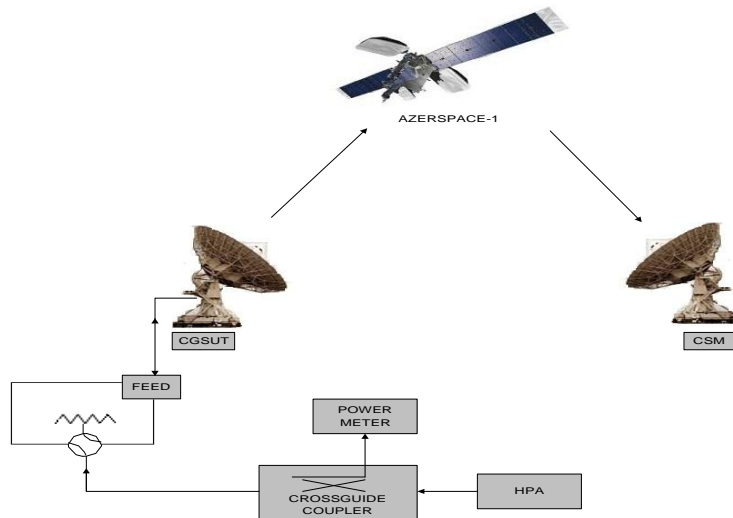 AZERSPACE-1
CGSUT
CSM
FEED
POWER
METER
CROSSGUIDE
COUPLER
HPA